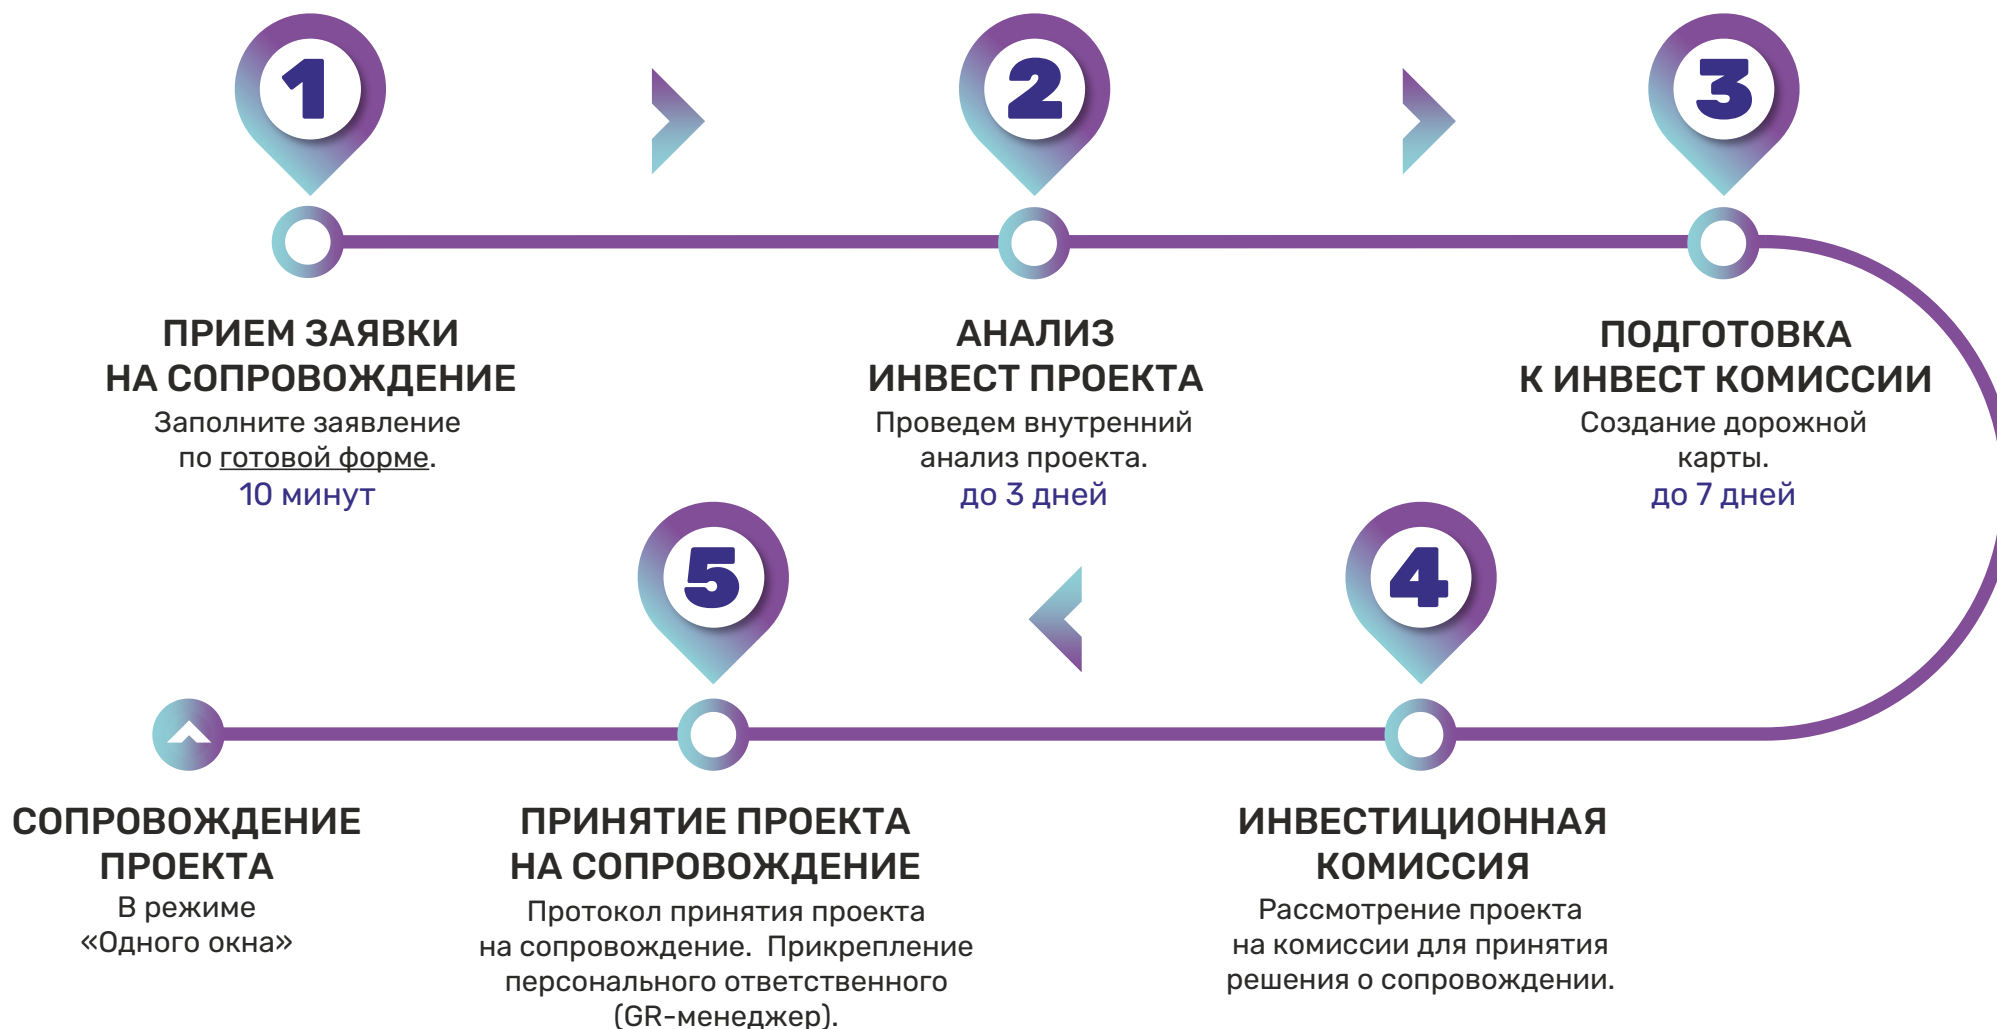 1
ПРИЕМ ЗАЯВКИ
НА СОПРОВОЖДЕНИЕ
Заполните заявление
по готовой форме.
10 минут
2
АНАЛИЗ
ИНВЕСТ ПРОЕКТА
Проведем внутренний
анализ проекта.
до 3 дней
3
ПОДГОТОВКА
К ИНВЕСТ КОМИССИИ
Создание дорожной
карты.
до 7 дней
4
ИНВЕСТИЦИОННАЯ
КОМИССИЯ
Рассмотрение проекта
на комиссии для принятия
решения о сопровождении.
5
ПРИНЯТИЕ ПРОЕКТА
НА СОПРОВОЖДЕНИЕ
Протокол принятия проекта
на сопровождение. Прикрепление
персонального ответственного
(GR-менеджер).
СОПРОВОЖДЕНИЕ
ПРОЕКТА
В режиме
«Одного окна»